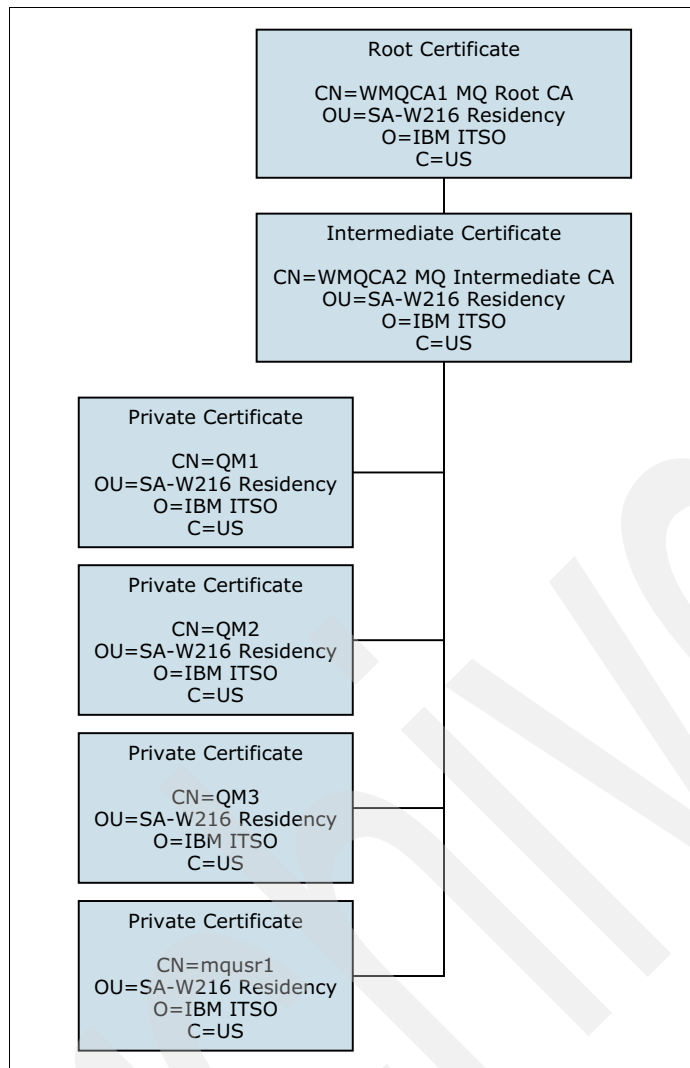 Root Certificate
CN=WMQCA1 MQ Root CA
OU=SA-W216 Residency
O=IBM ITSO
C=US
Intermediate Certificate
CN=WMQCA2 MQ Intermediate CA
OU=SA-W216 Residency
O=IBM ITSO
C=US
Private Certificate
CN=QM1
OU=SA-W216 Residency
O=IBM ITSO
C=US
Private Certificate
CN=QM2
OU=SA-W216 Residency
O=IBM ITSO
C=US
Private Certificate
CN=QM3
OU=SA-W216 Residency
O=IBM ITSO
C=US
Private Certificate
CN=mqusr1
OU=SA-W216 Residency
O=IBM ITSO
C=US